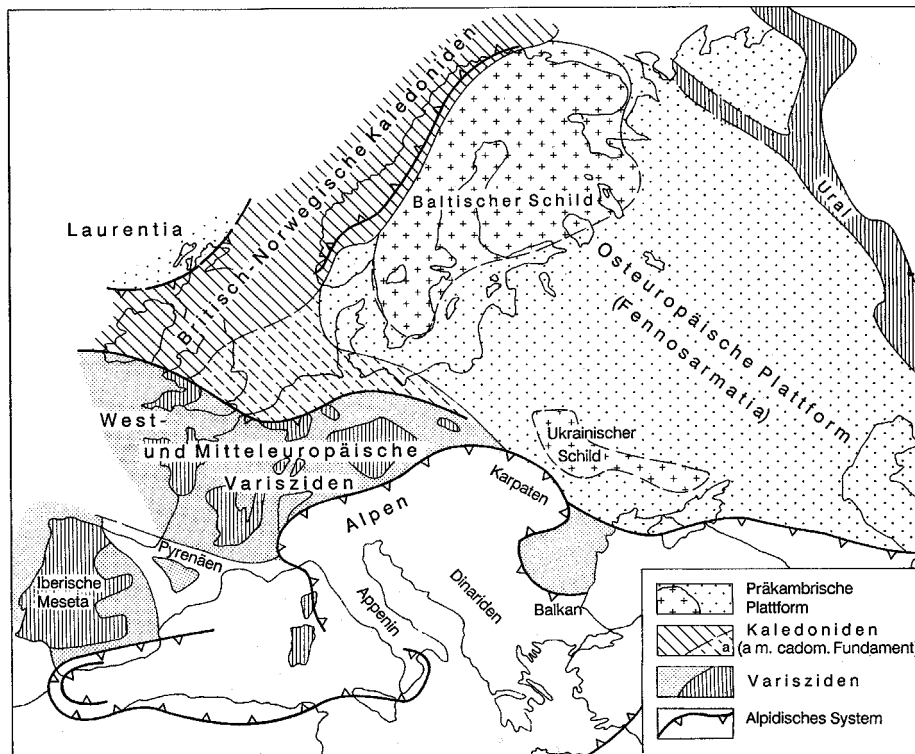 Britisch-Norwegische Kaledoniden
Laurentia
Baltischer Schild
Ural
Osteuropäische Plattform
(Fennosarmatia)
West-
und Mitteleuropäische
Varisziden
Ukrainischer
Schild
Karpaten
Alpen
Pyrenäen
Iberische
Meseta
Appenin
Dinariden
Balkan
Präkambrische
Plattform
Kaledoniden
a
(a m. cadom. Fundament)
Varisziden
Alpidisches System